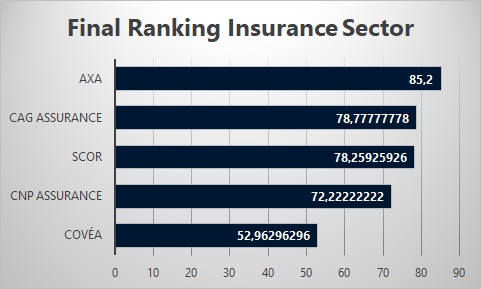 Final Ranking Insurance Sector
AXA 85,2
CAG ASSURANCE 78,77777778
SCOR 78,25925926
CNP ASSURANCE 72,22222222
COVÉA 52,96296296
0 10 20 30 40 50 60 70 80 90